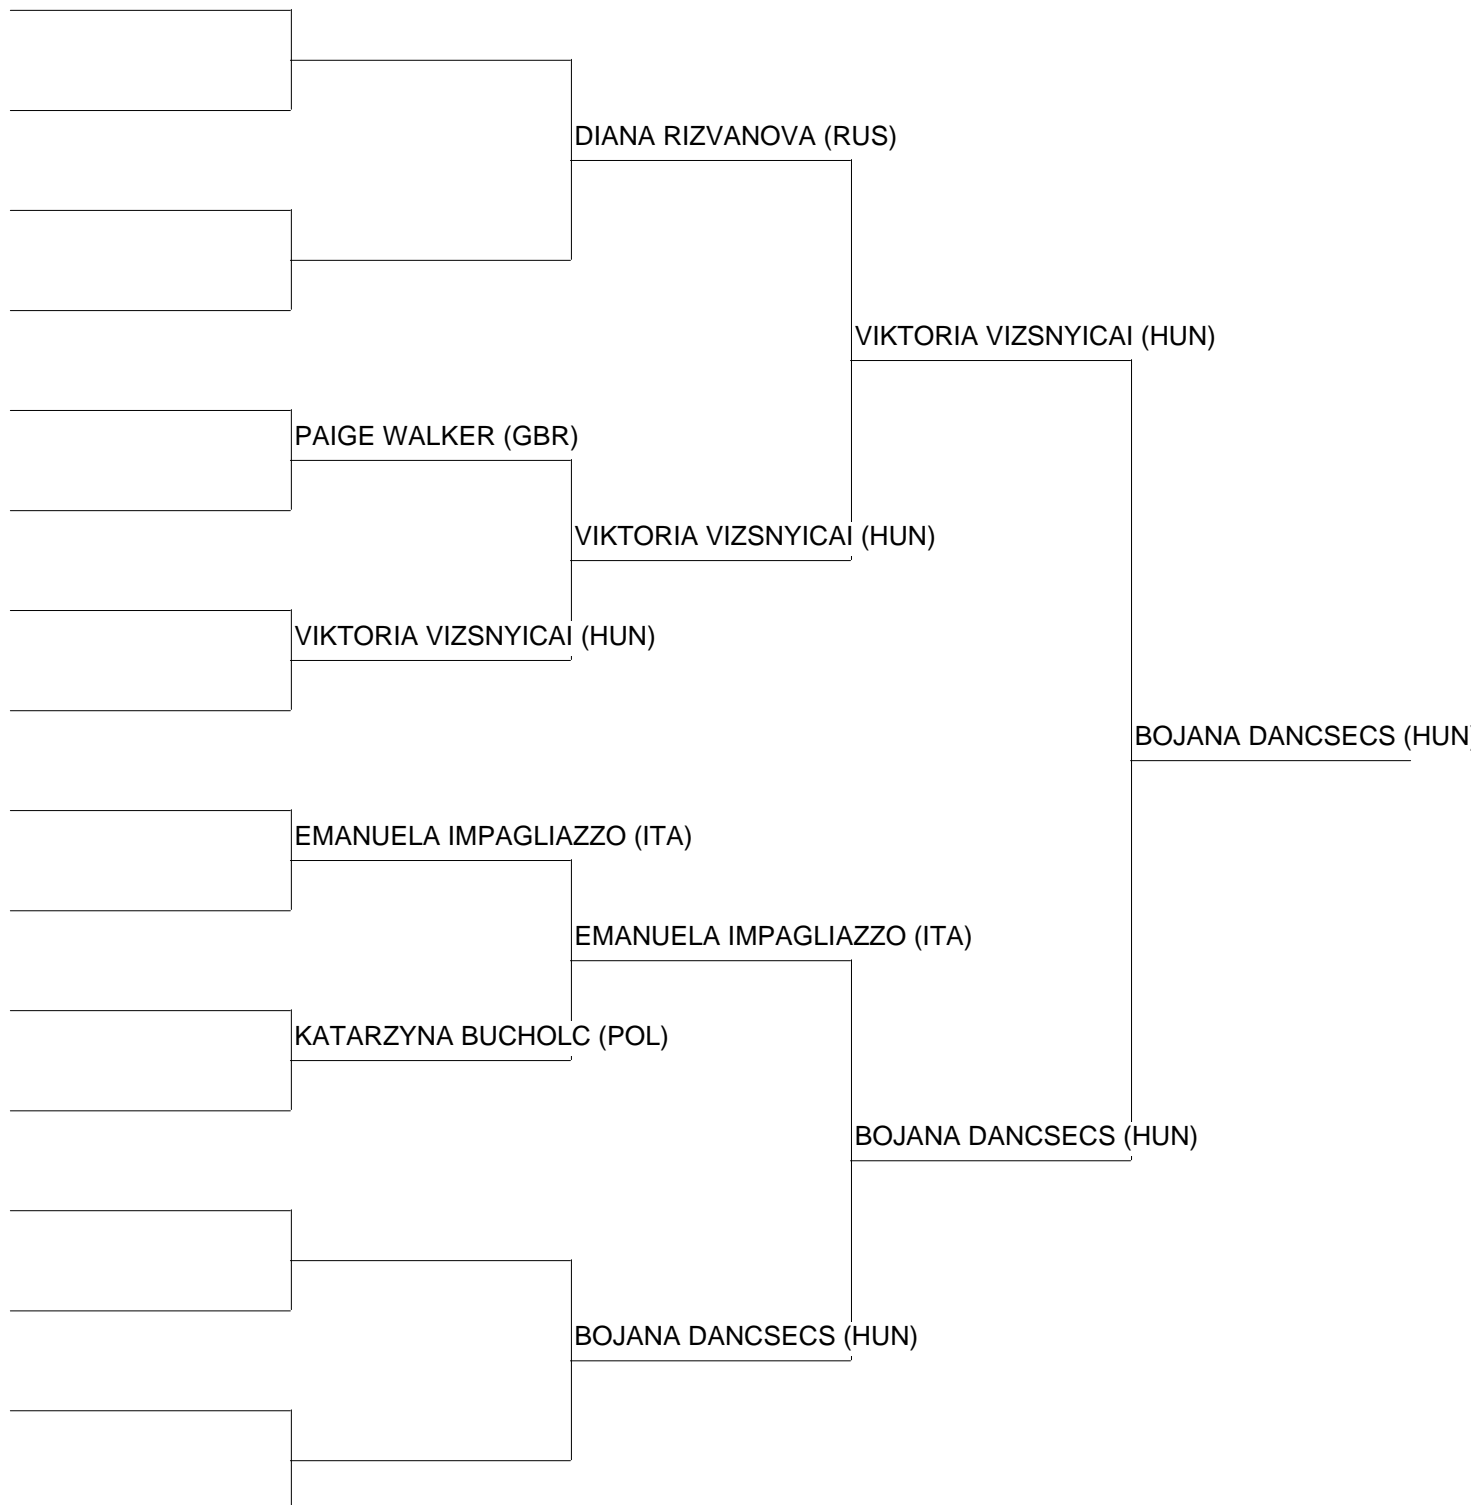 DIANA RIZVANOVA (RUS)
VIKTORIA VIZSNYICAI (HUN)
PAIGE WALKER (GBR)
VIKTORIA VIZSNYICAI (HUN)
VIKTORIA VIZSNYICAI (HUN)
BOJANA DANCSECS (HUN)
EMANUELA IMPAGLIAZZO (ITA)
EMANUELA IMPAGLIAZZO (ITA)
KATARZYNA BUCHOLC (POL)
BOJANA DANCSECS (HUN)
BOJANA DANCSECS (HUN)